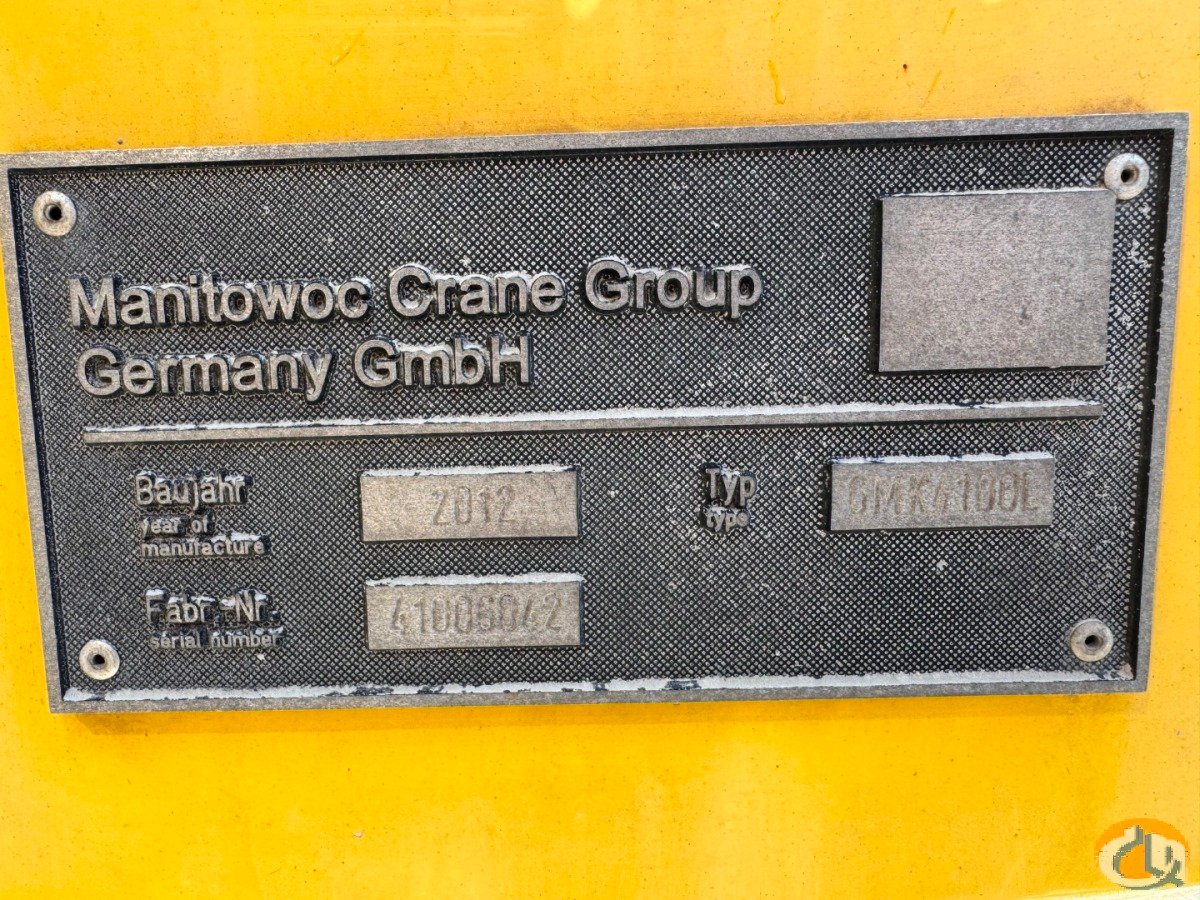 Manitowoc Crane Group
Germany GmbH
Baujahr
year of
manufacture
2012
Typ
type
GMK4100L
Fabr.-Nr.
serial number
41006042